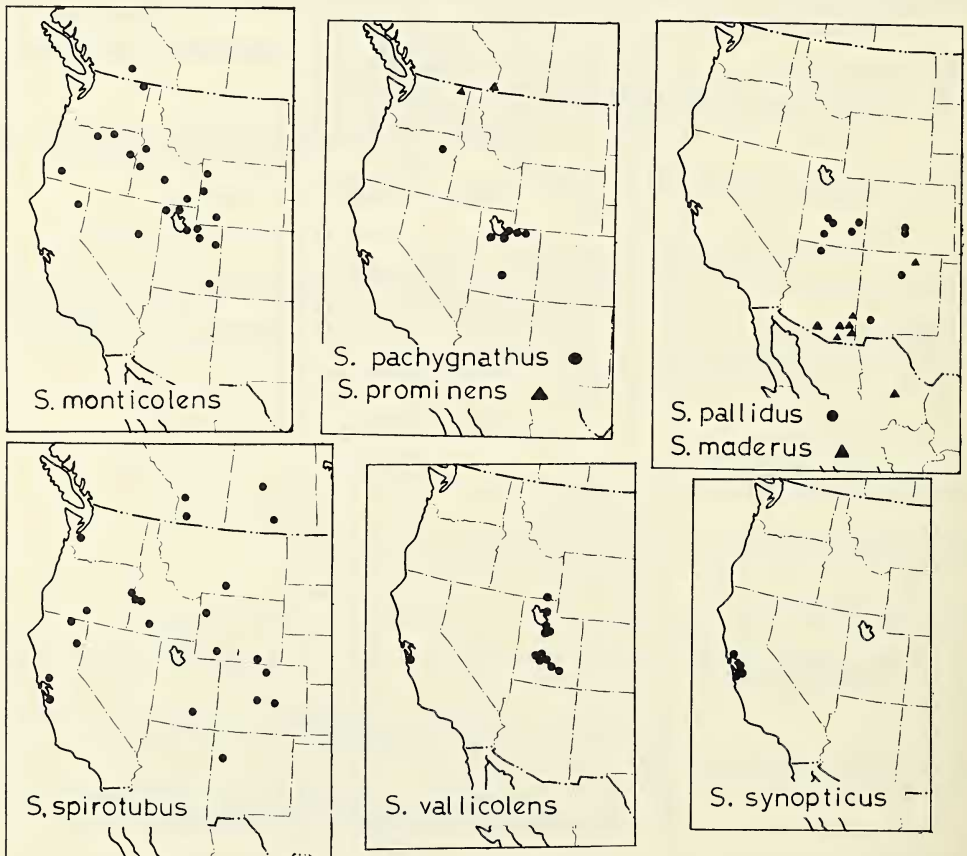 S. monticolens
S. pachygnathus
S. prominens
S. pallidus
S. maderus
S. spirotubus
S. vallicolens
S. synopticus